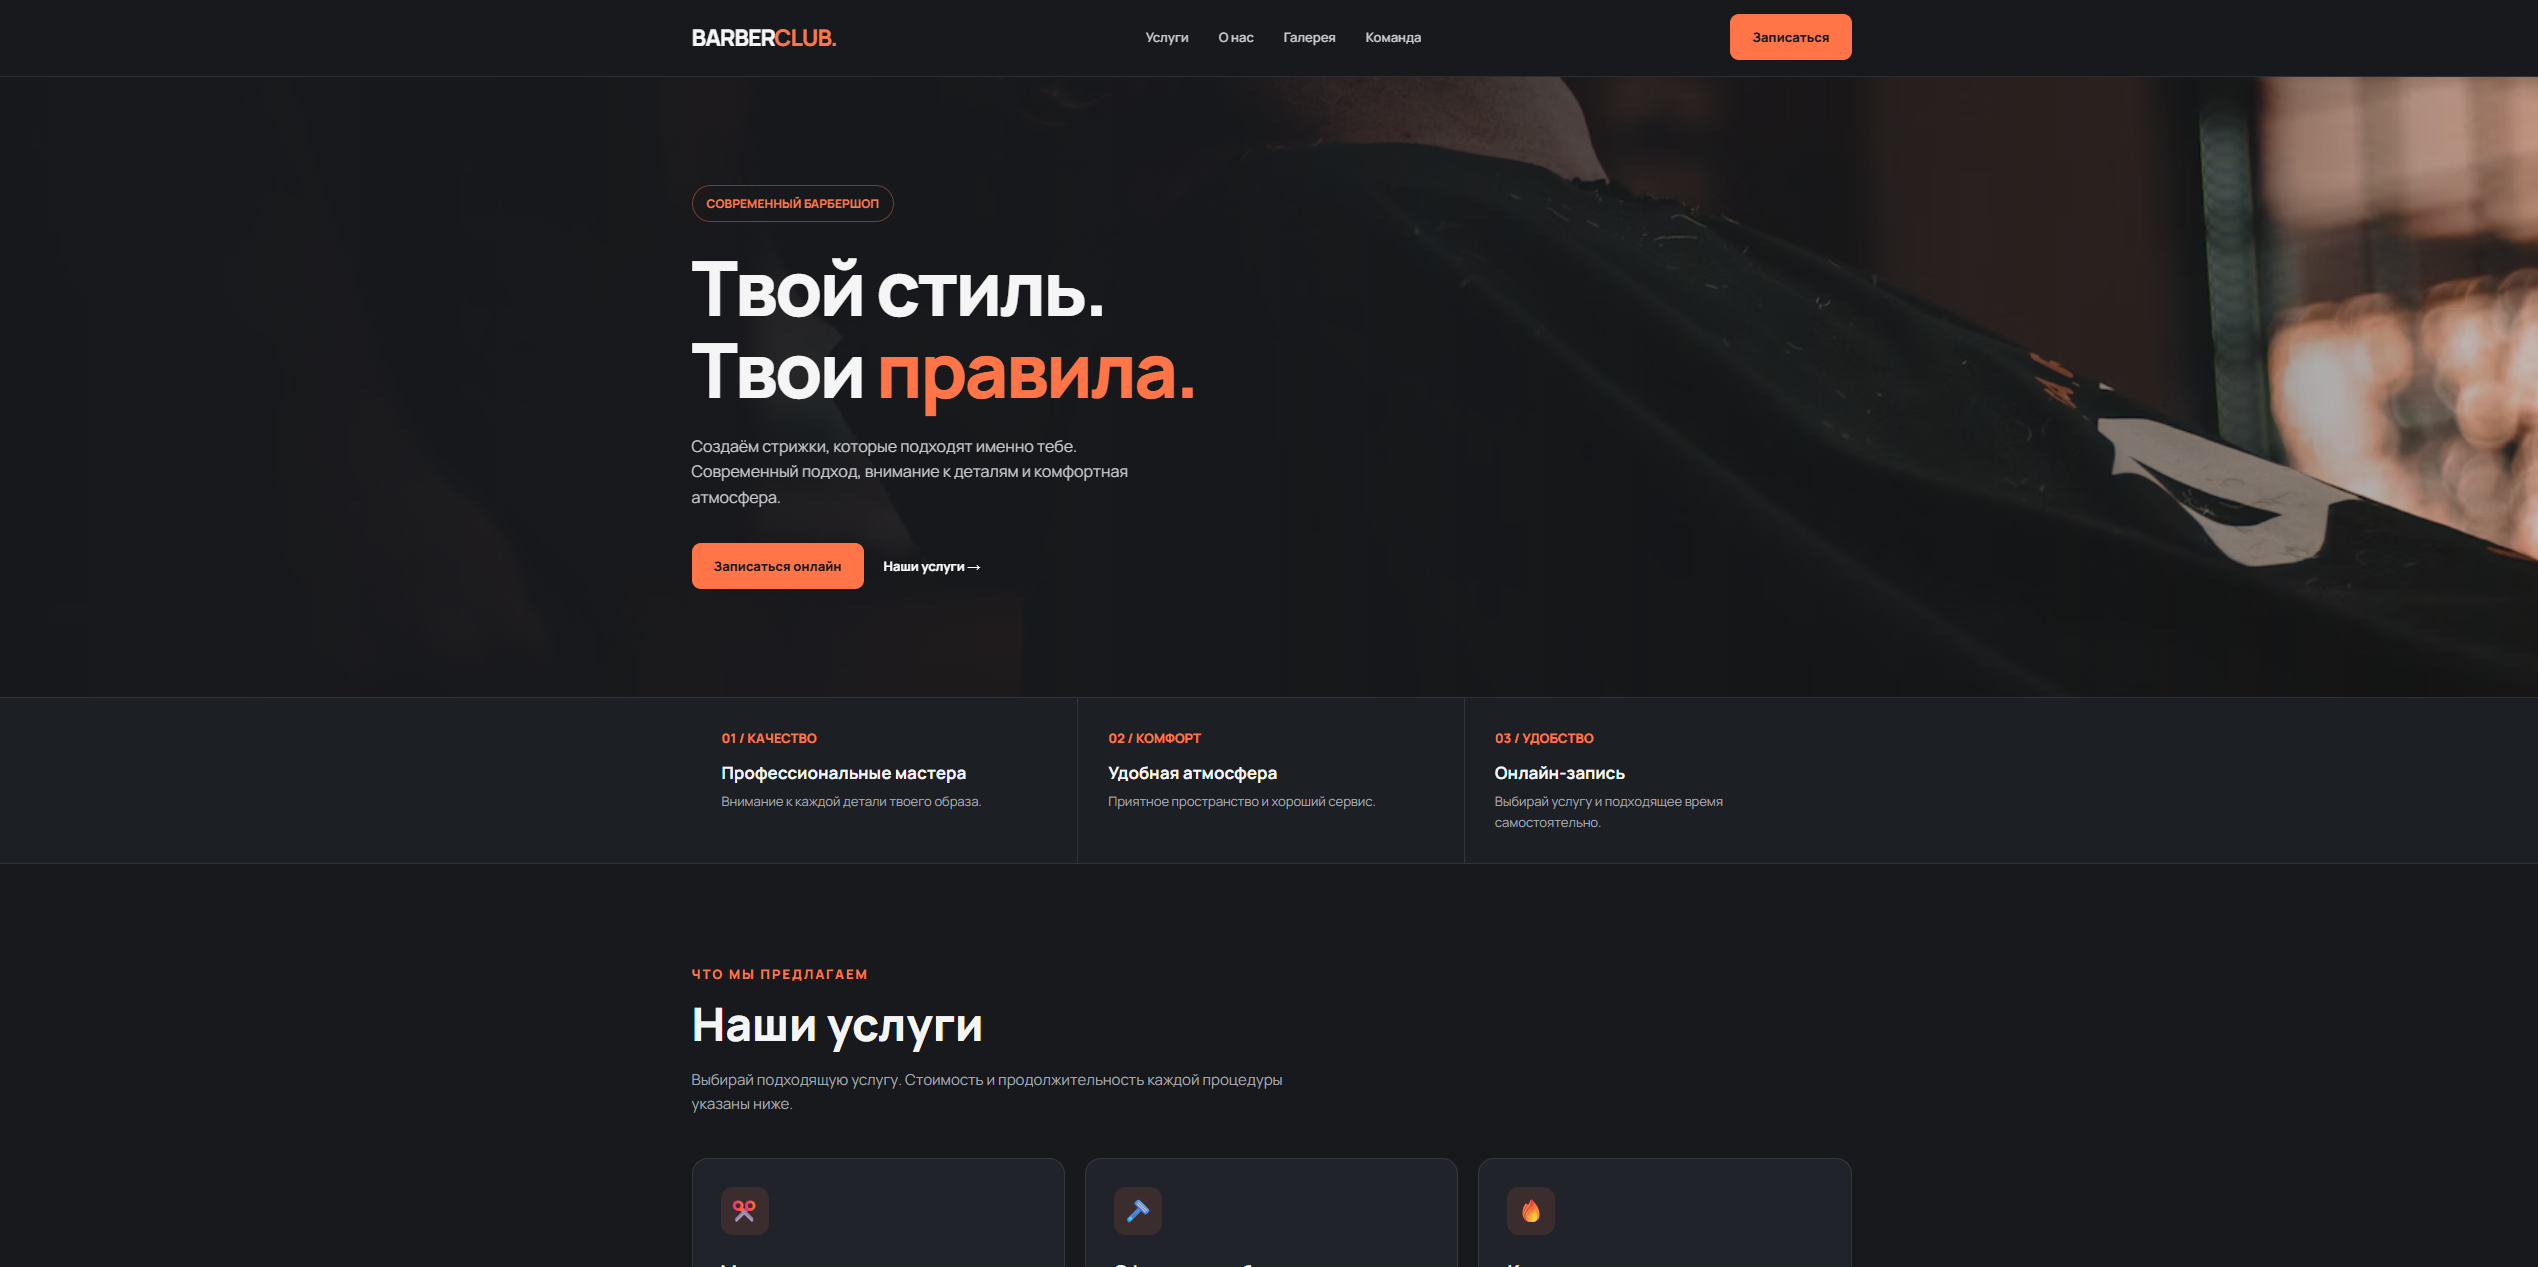 BARBERCLUB.
Услуги
О нас
Галерея
Команда
Записаться
СОВРЕМЕННЫЙ БАРБЕРШОП
Твой стиль.
Твои правила.
Создаём стрижки, которые подходят именно тебе.
Современный подход, внимание к деталям и комфортная
атмосфера.
Записаться онлайн
Наши услуги →
01 / КАЧЕСТВО
Профессиональные мастера
Внимание к каждой детали твоего образа.
02 / КОМФОРТ
Удобная атмосфера
Приятное пространство и хороший сервис.
03 / УДОБСТВО
Онлайн-запись
Выбирай услугу и подходящее время
самостоятельно.
ЧТО МЫ ПРЕДЛАГАЕМ
Наши услуги
Выбирай подходящую услугу. Стоимость и продолжительность каждой процедуры
указаны ниже.